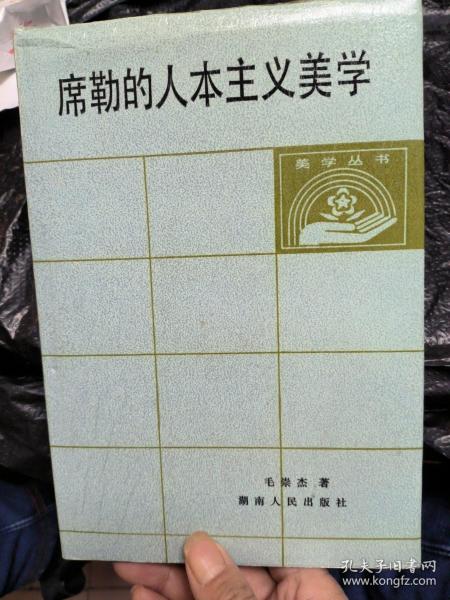 席勒的人本主义美学
美学丛书
毛崇杰 著
湖南人民出版社
孔夫子旧书网
www.kongfz.com